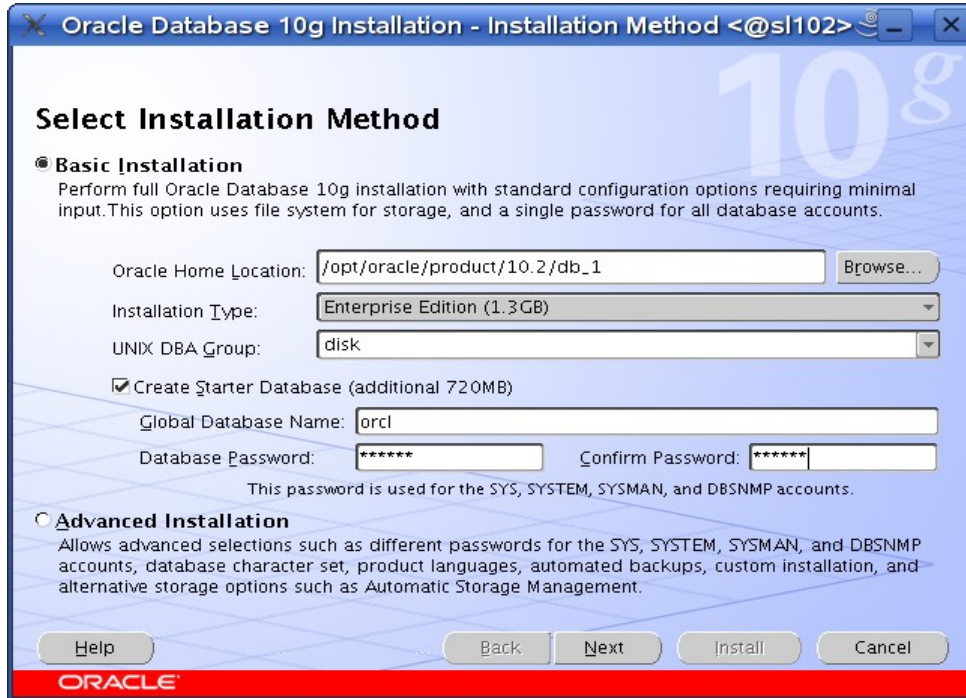 Oracle Database 10g Installation - Installation Method <@sl102>
10g
Select Installation Method
Basic Installation
Perform full Oracle Database 10g installation with standard configuration options requiring minimal
input.This option uses file system for storage, and a single password for all database accounts.
Oracle Home Location: /opt/oracle/product/10.2/db_1 Browse...
Installation Type: Enterprise Edition (1.3GB)
UNIX DBA Group: disk
Create Starter Database (additional 720MB)
Global Database Name: orcl
Database Password: ****** Confirm Password: ******
This password is used for the SYS, SYSTEM, SYSMAN, and DBSNMP accounts.
Advanced Installation
Allows advanced selections such as different passwords for the SYS, SYSTEM, SYSMAN, and DBSNMP
accounts, database character set, product languages, automated backups, custom installation, and
alternative storage options such as Automatic Storage Management.
Help Back Next Install Cancel
ORACLE